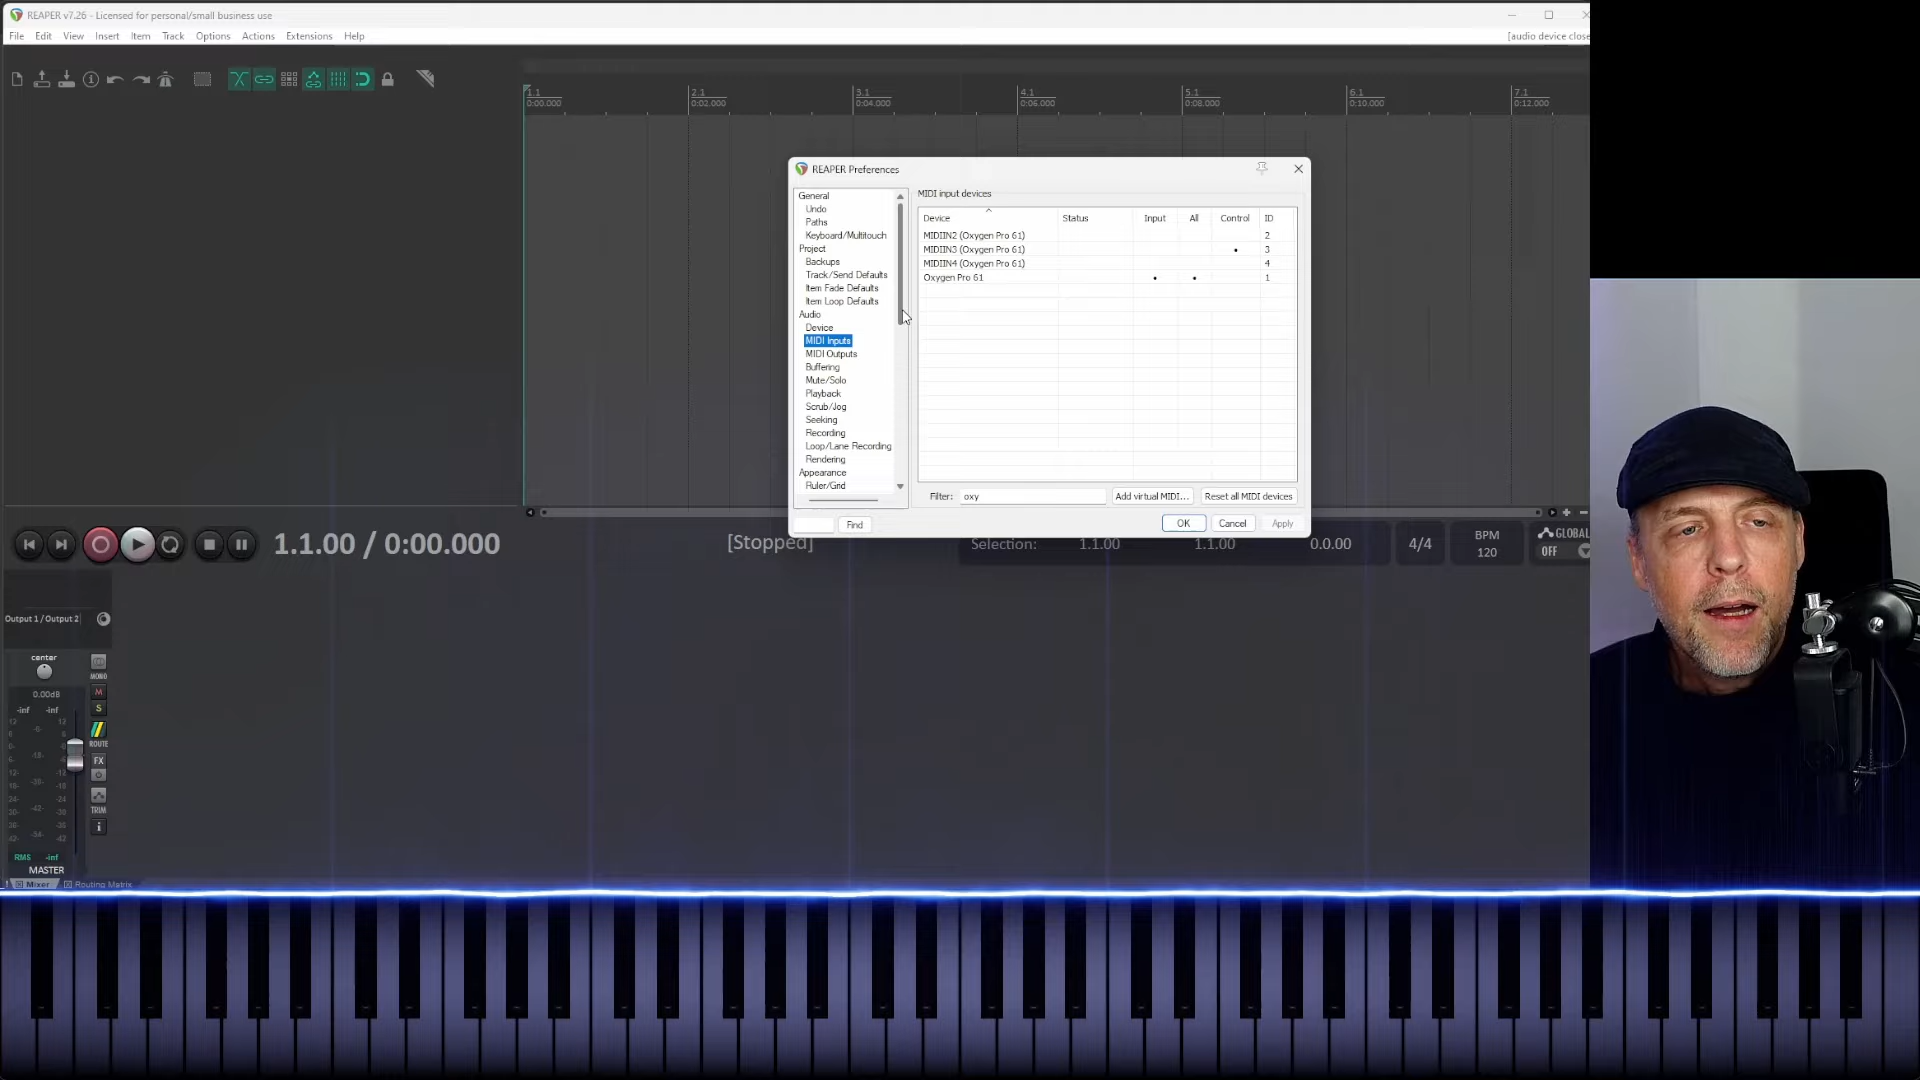 REAPER v7.26 - Licensed for personal/small business use
File Edit View Insert Item Track Options Actions Extensions Help
[audio device close
1.1 2.1 3.1 4.1 5.1 6.1 7.1
0:00.000 0:02.000 0:04.000 0:06.000 0:08.000 0:10.000 0:12.000
REAPER Preferences
General
Undo
Paths
Keyboard/Multitouch
Project
Backups
Track/Send Defaults
Item Fade Defaults
Item Loop Defaults
Audio
Device
MIDI Inputs
MIDI Outputs
Buffering
Mute/Solo
Playback
Scrub/Jog
Seeking
Recording
Loop/Lane Recording
Rendering
Appearance
Ruler/Grid
Find
MIDI input devices
Device Status Input All Control ID
MIDIIN2 (Oxygen Pro 61) 2
MIDIIN3 (Oxygen Pro 61) • 3
MIDIIN4 (Oxygen Pro 61) 4
Oxygen Pro 61 • • 1
Filter: oxy Add virtual MIDI... Reset all MIDI devices
OK Cancel Apply
1.1.00 / 0:00.000
[Stopped]
Selection: 1.1.00 1.1.00 0.0.00
4/4
BPM
120
GLOBAL
OFF
Output 1 / Output 2
center
0.00dB
-inf -inf
MONO
M
S
ROUTE
FX
TRIM
RMS -inf
MASTER
Mixer Routing Matrix